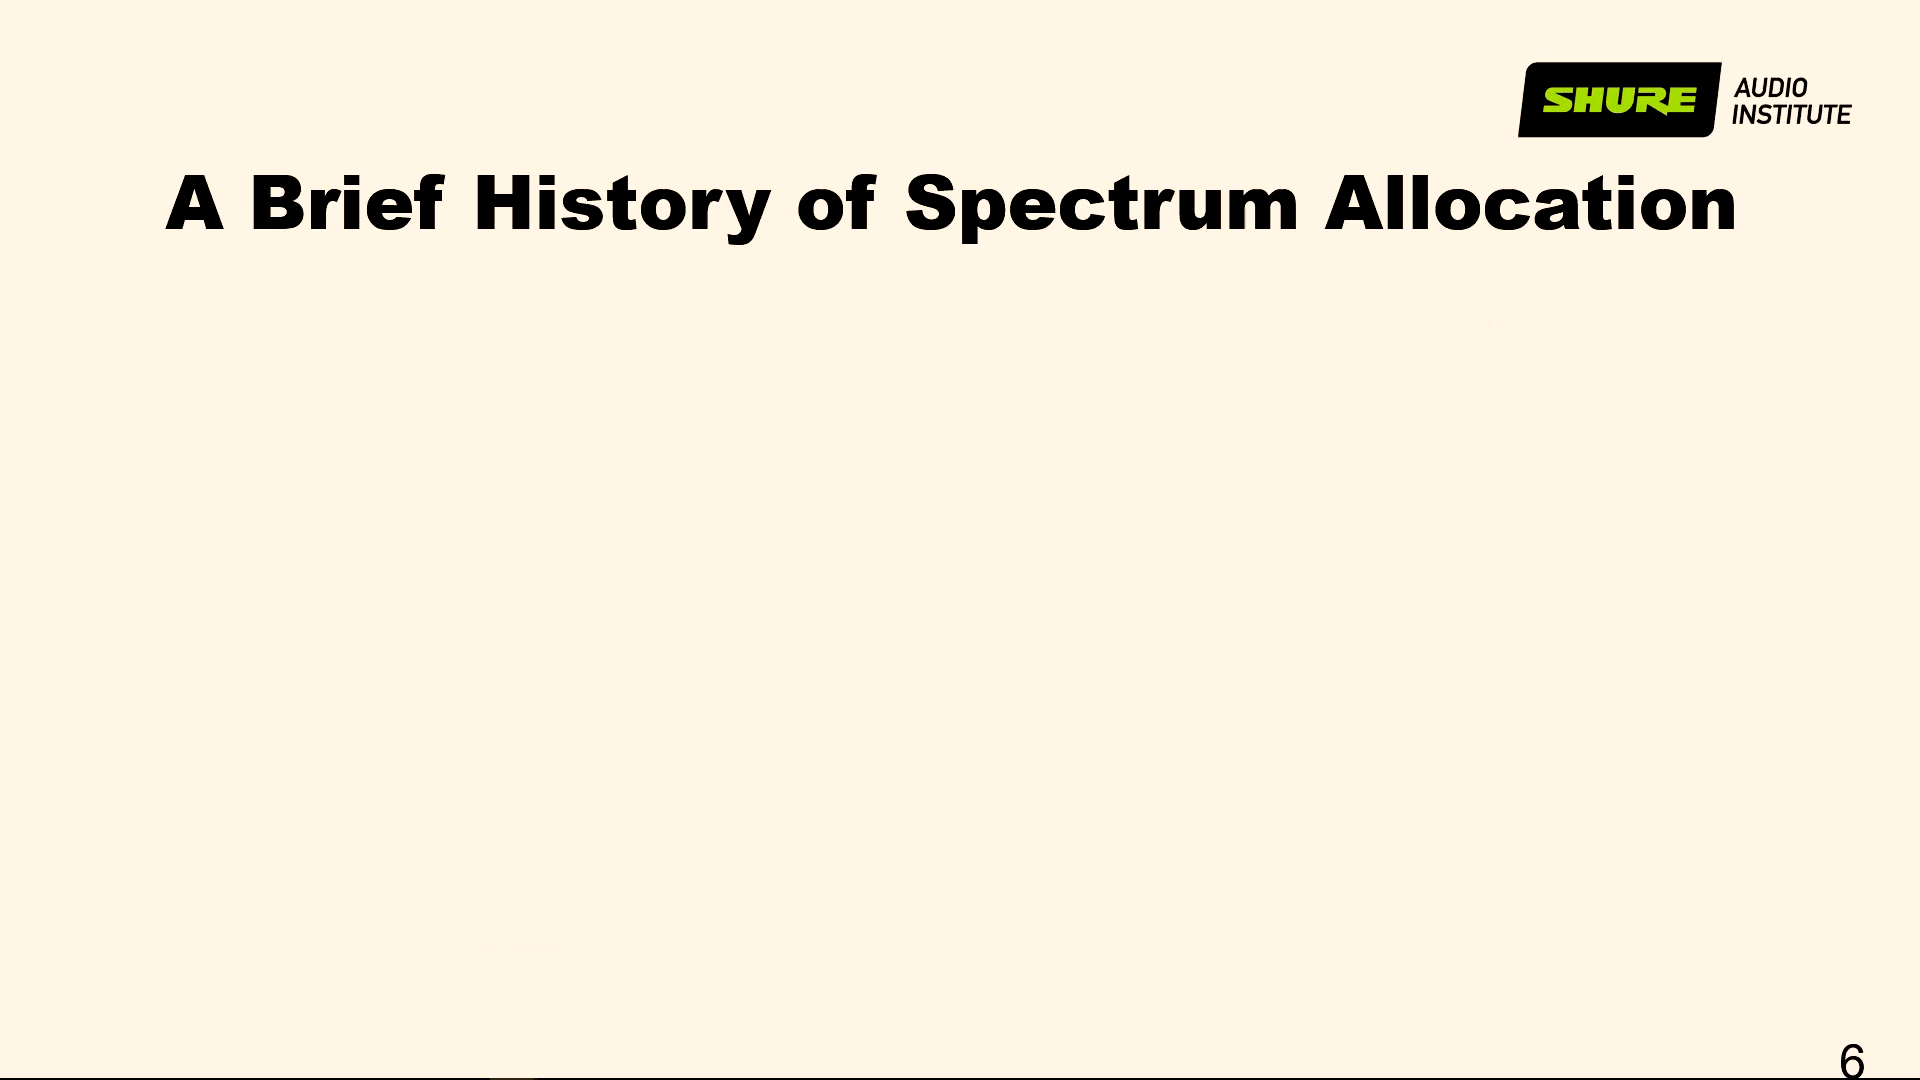 SHURE
AUDIO
INSTITUTE
A Brief History of Spectrum Allocation
6